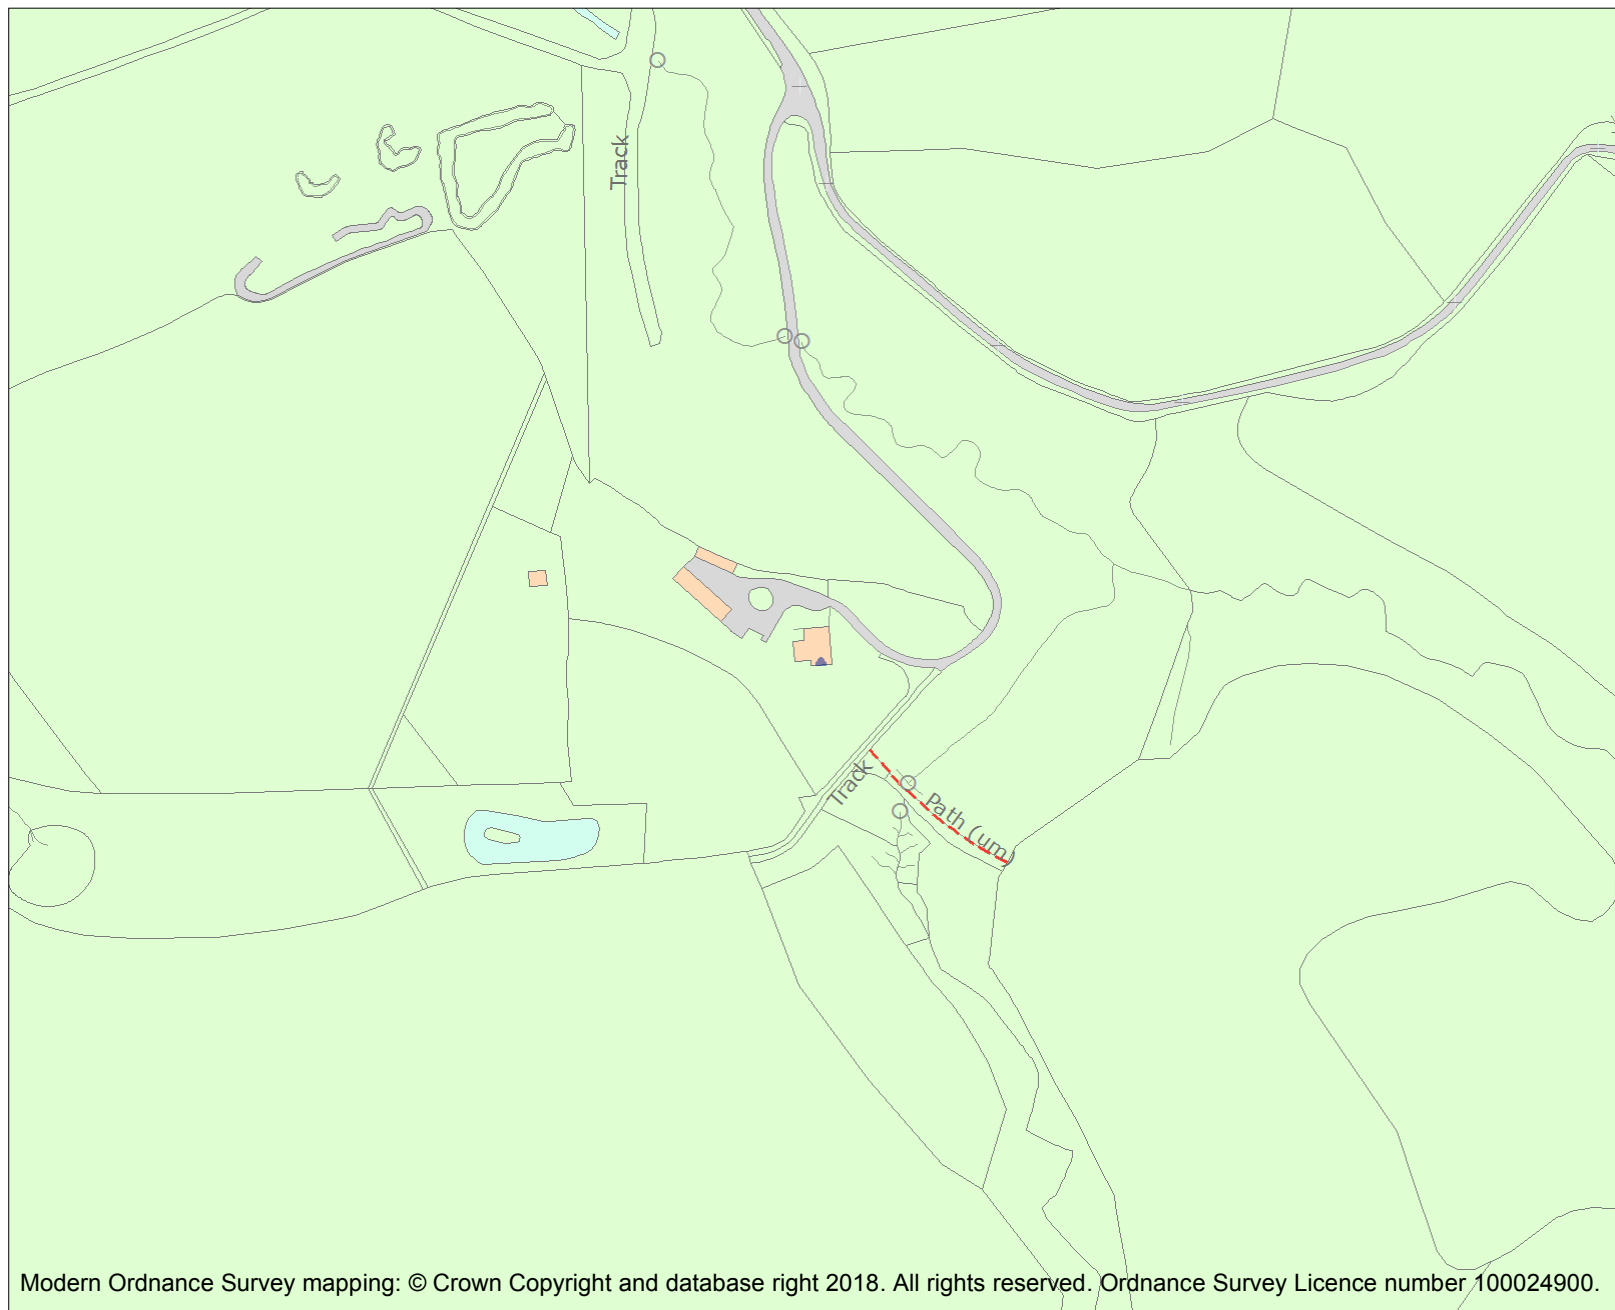 Track
Track
Path (um)
Modern Ordnance Survey mapping: © Crown Copyright and database right 2018. All rights reserved. Ordnance Survey Licence number 100024900.